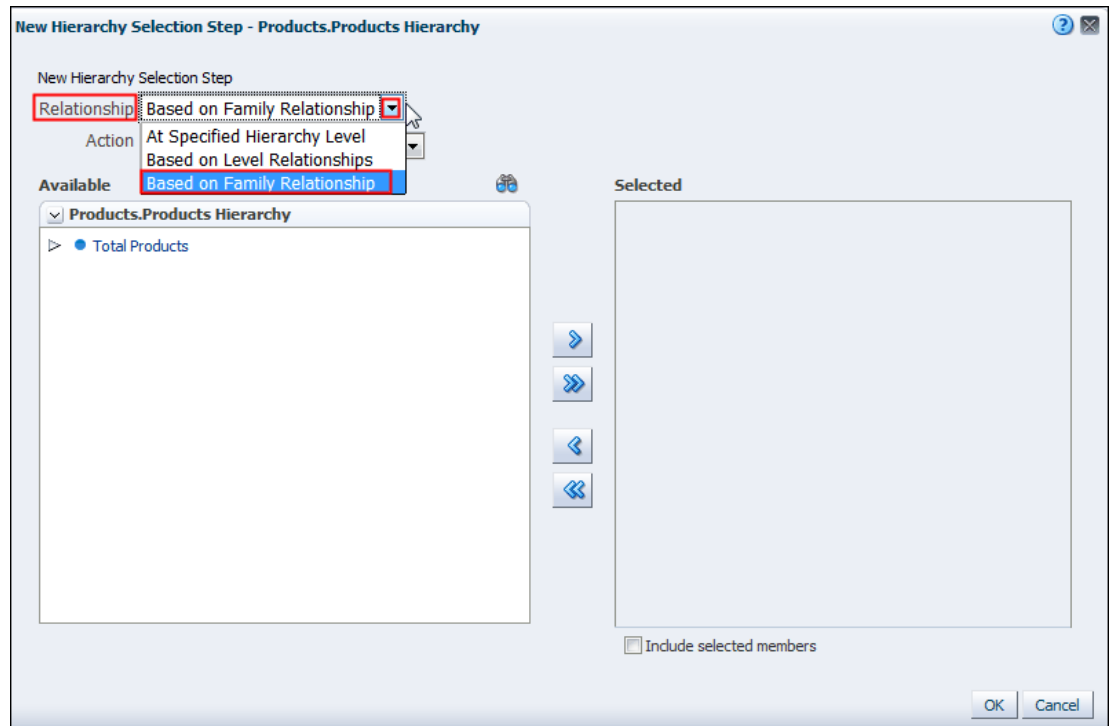 New Hierarchy Selection Step - Products.Products Hierarchy
New Hierarchy Selection Step
Relationship Based on Family Relationship
At Specified Hierarchy Level
Action
Based on Level Relationships
Based on Family Relationship
Available
Selected
Products.Products Hierarchy
Total Products
Include selected members
OK Cancel